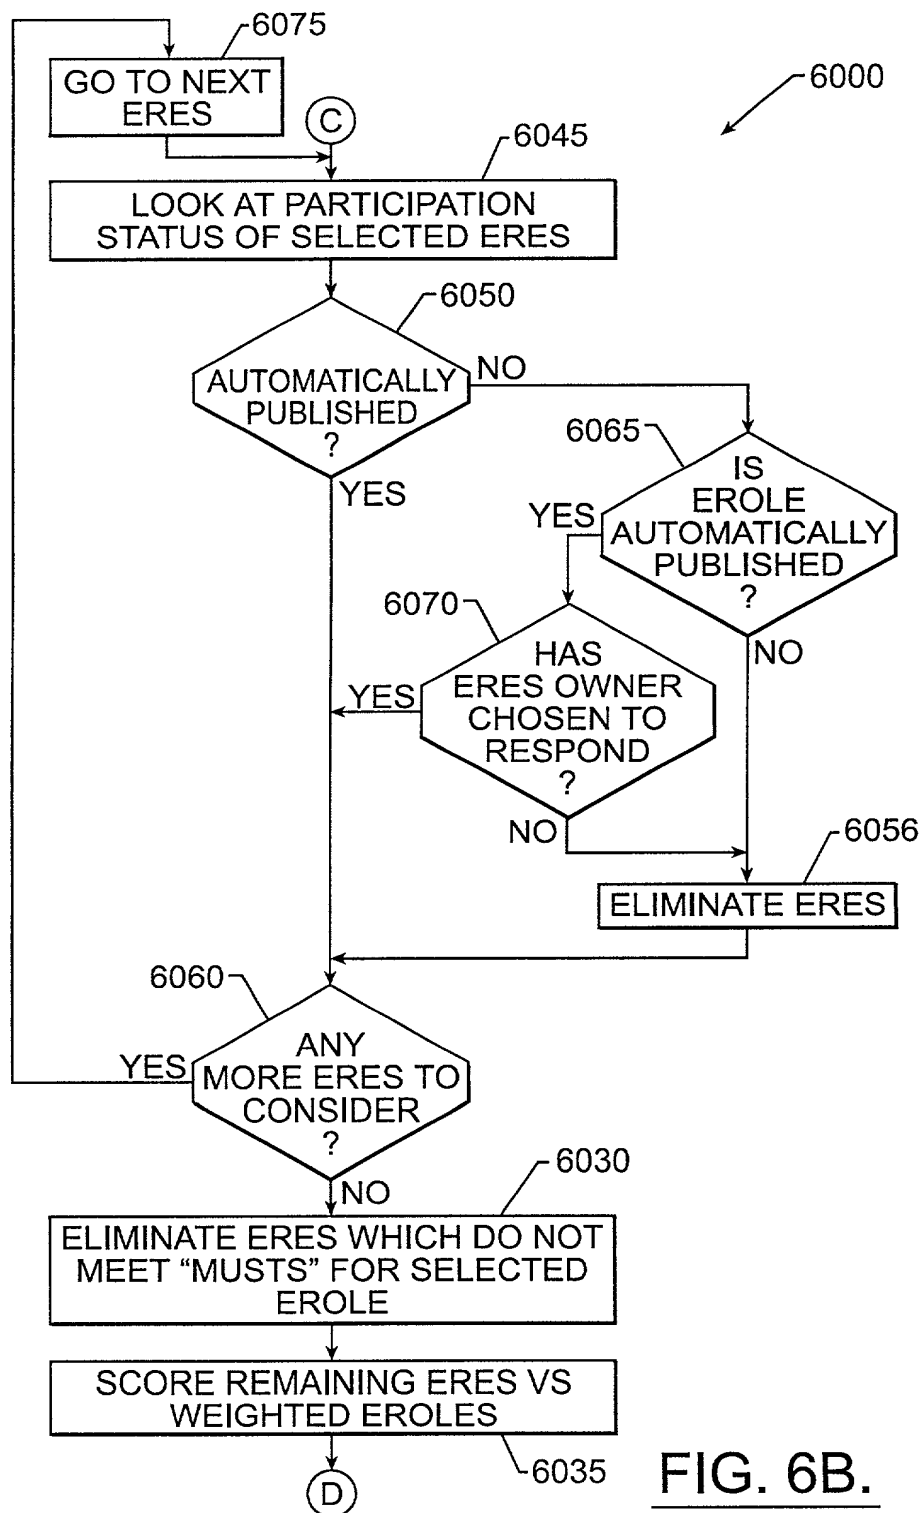 6075
GO TO NEXT
ERES
6000
C
6045
LOOK AT PARTICIPATION
STATUS OF SELECTED ERES
6050
AUTOMATICALLY
PUBLISHED
?
NO
YES
6065
IS
EROLE
AUTOMATICALLY
PUBLISHED
?
YES
NO
6070
HAS
ERES OWNER
CHOSEN TO
RESPOND
?
YES
NO
6056
ELIMINATE ERES
6060
ANY
MORE ERES TO
CONSIDER
?
YES
NO
6030
ELIMINATE ERES WHICH DO NOT
MEET “MUSTS” FOR SELECTED
EROLE
SCORE REMAINING ERES VS
WEIGHTED EROLES
6035
D
FIG. 6B.